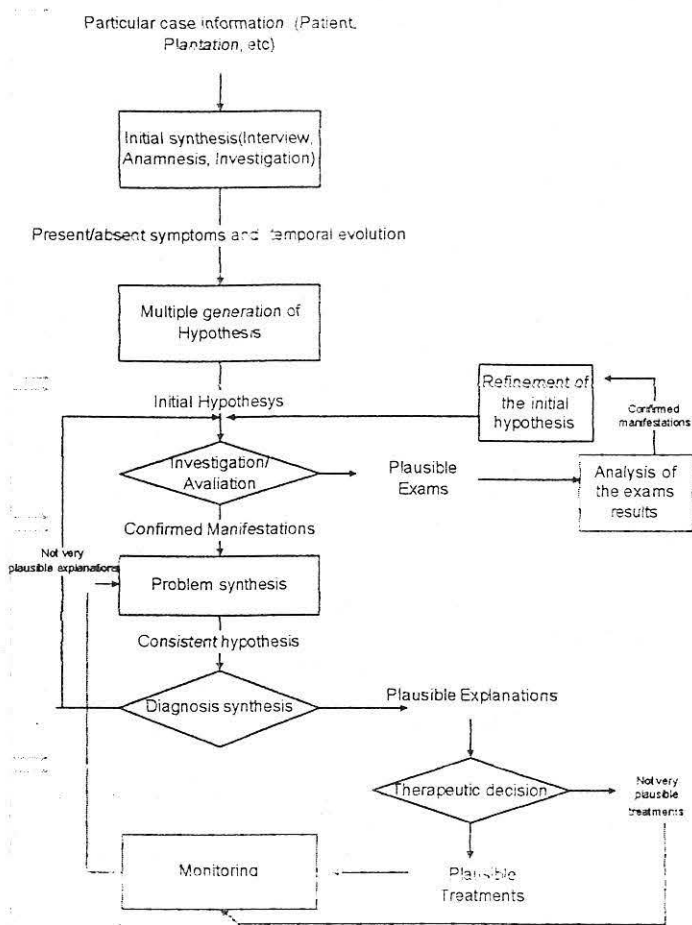 Particular case information (Patient,
Plantation, etc)
Initial synthesis(Interview,
Anamnesis, Investigation)
Present/absent symptoms and temporal evolution
Multiple generation of
Hypothesis
Initial Hypothesys
Refinement of
the initial
hypothesis
Confirmed
manifestations
Investigation/
Avaliation
Plausible
Exams
Analysis of
the exams
results
Confirmed Manifestations
Not very
plausible explanations
Problem synthesis
Consistent hypothesis
Diagnosis synthesis
Plausible Explanations
Therapeutic decision
Not very
plausible
treatments
Monitoring
Plausible
Treatments